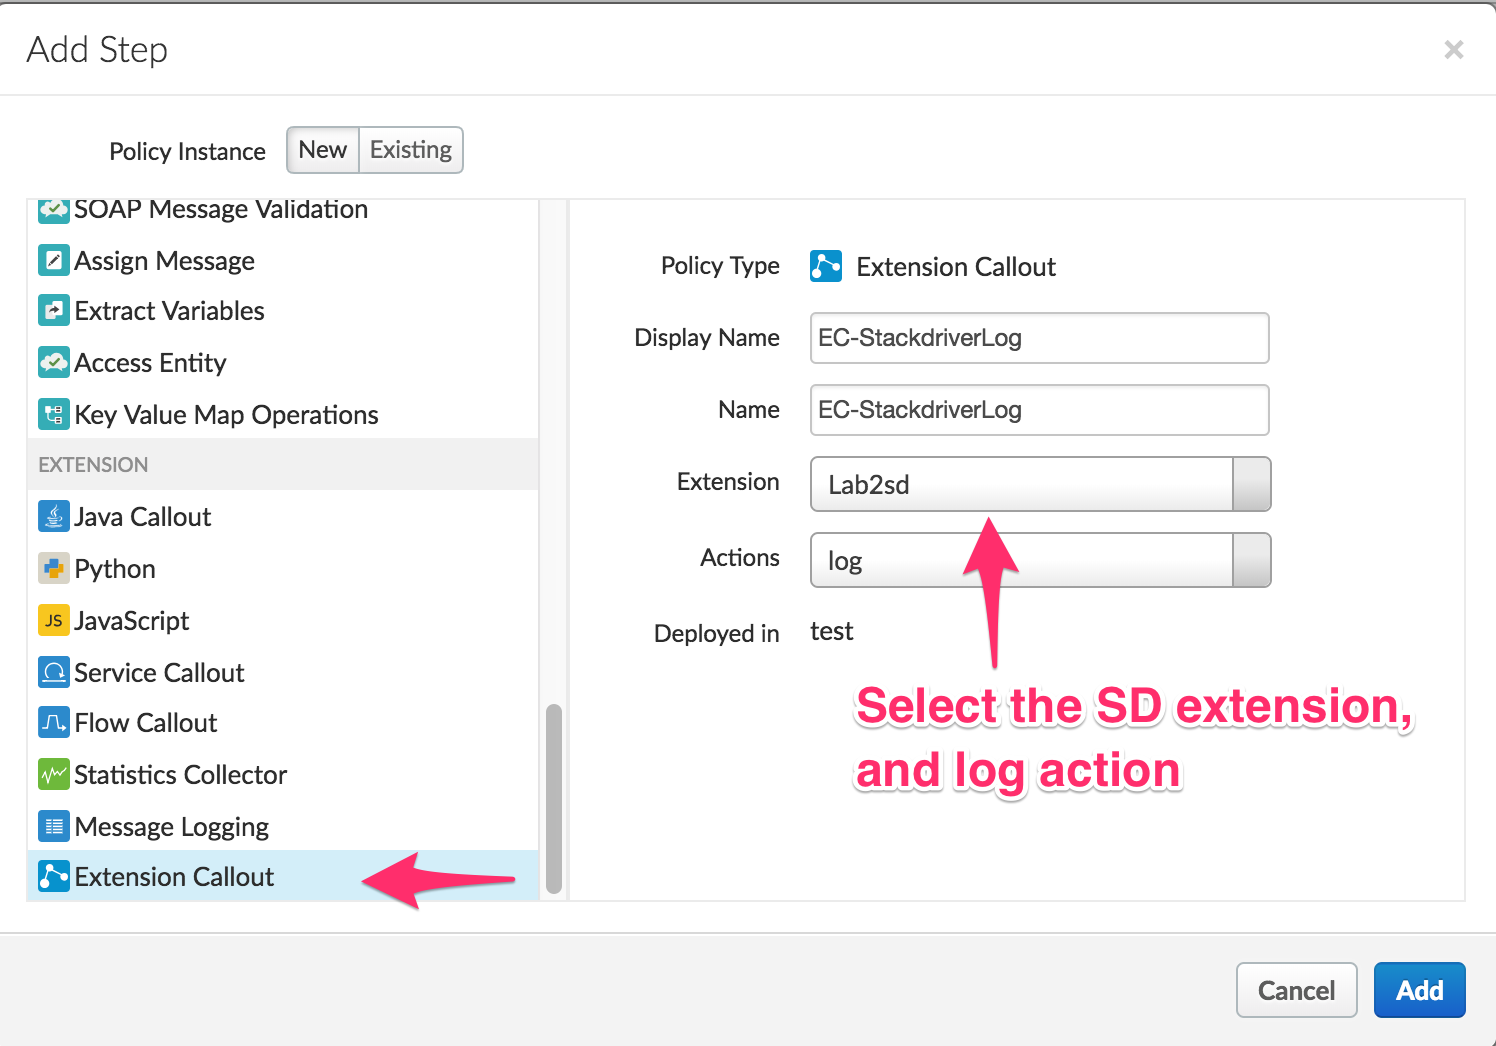 Add Step
×
Policy Instance New Existing
SOAP Message Validation
Assign Message
Extract Variables
Access Entity
Key Value Map Operations
EXTENSION
Java Callout
Python
JS JavaScript
Service Callout
Flow Callout
Statistics Collector
Message Logging
Extension Callout
Policy Type Extension Callout
Display Name EC-StackdriverLog
Name EC-StackdriverLog
Extension Lab2sd
Actions log
Deployed in test
Select the SD extension,
and log action
Cancel Add